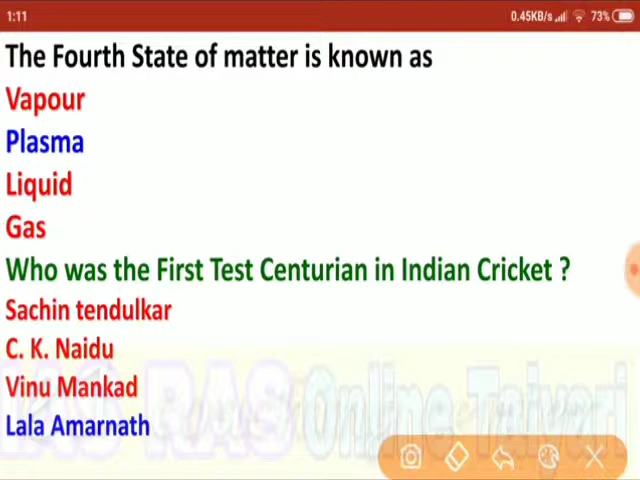 1:11 0.45KB/s 73%
The Fourth State of matter is known as
Vapour
Plasma
Liquid
Gas
Who was the First Test Centurian in Indian Cricket ?
Sachin tendulkar
C. K. Naidu
Vinu Mankad
Lala Amarnath
RAS Online Taiyari